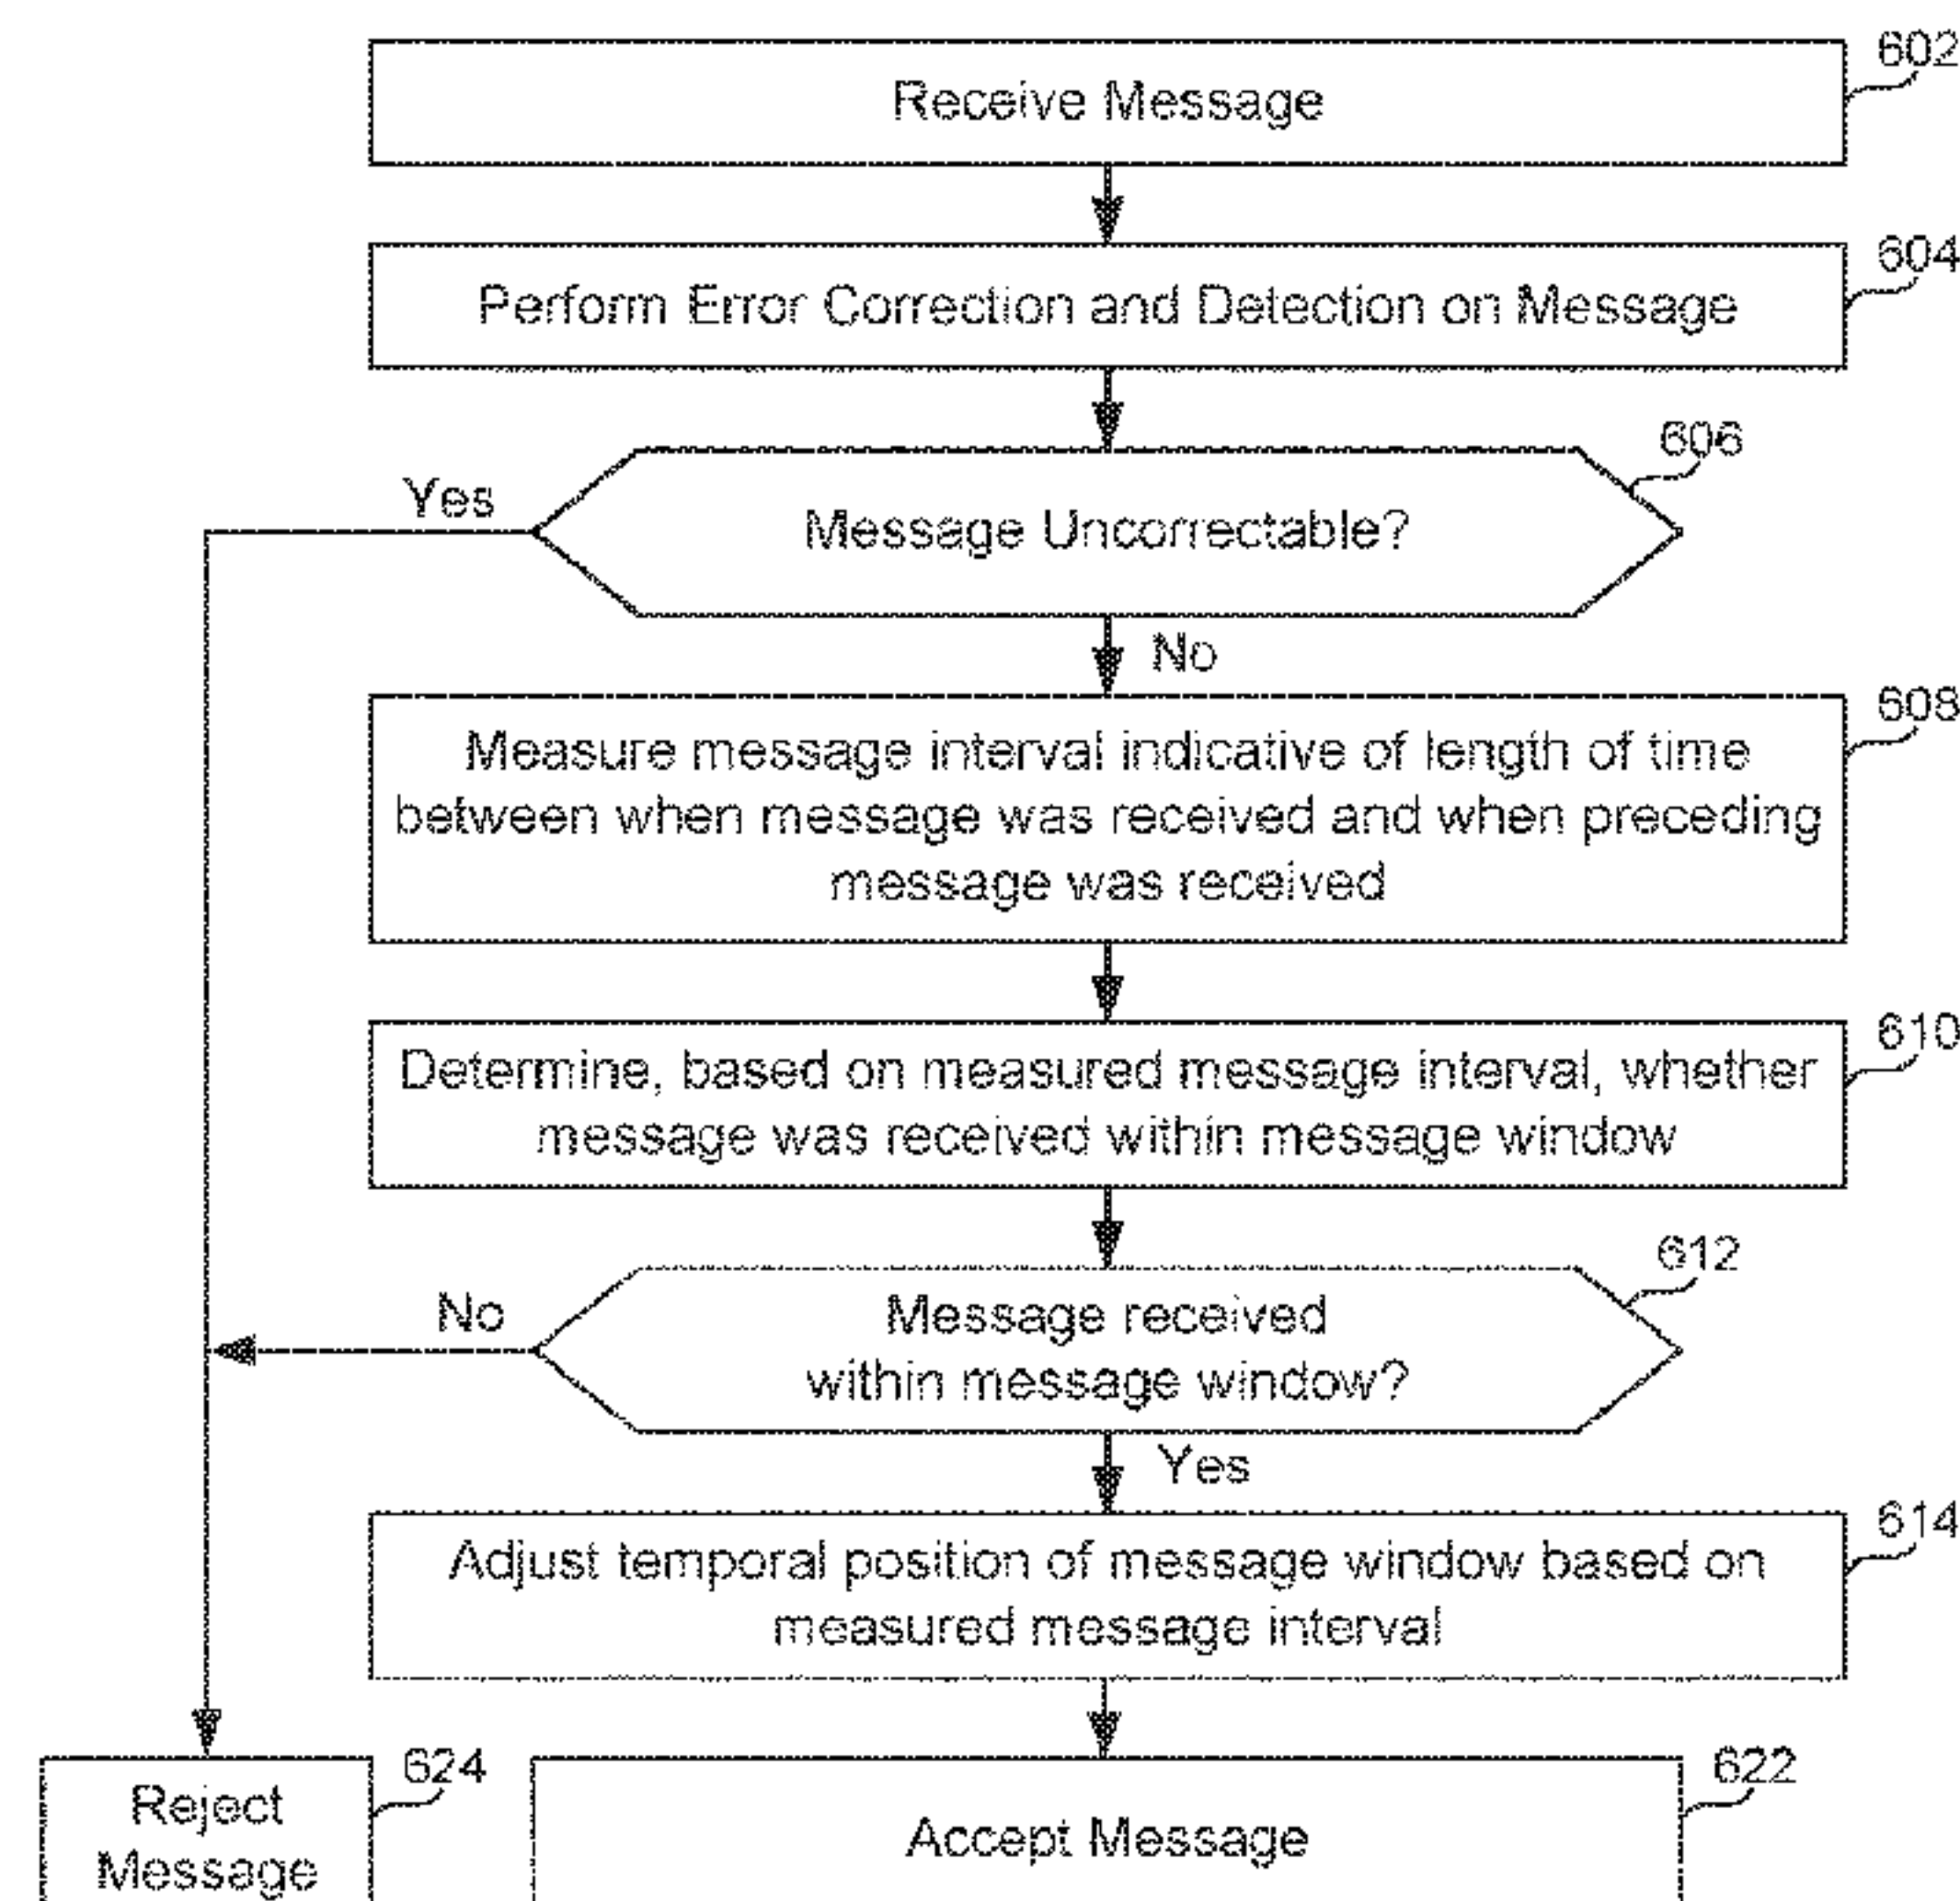 602
Receive Message
604
Perform Error Correction and Detection on Message
606
Yes
Message Uncorrectable?
No
608
Measure message interval indicative of length of time
between when message was received and when preceding
message was received
610
Determine, based on measured message interval, whether
message was received within message window
612
No
Message received
within message window?
Yes
614
Adjust temporal position of message window based on
measured message interval
624
622
Reject
Message
Accept Message